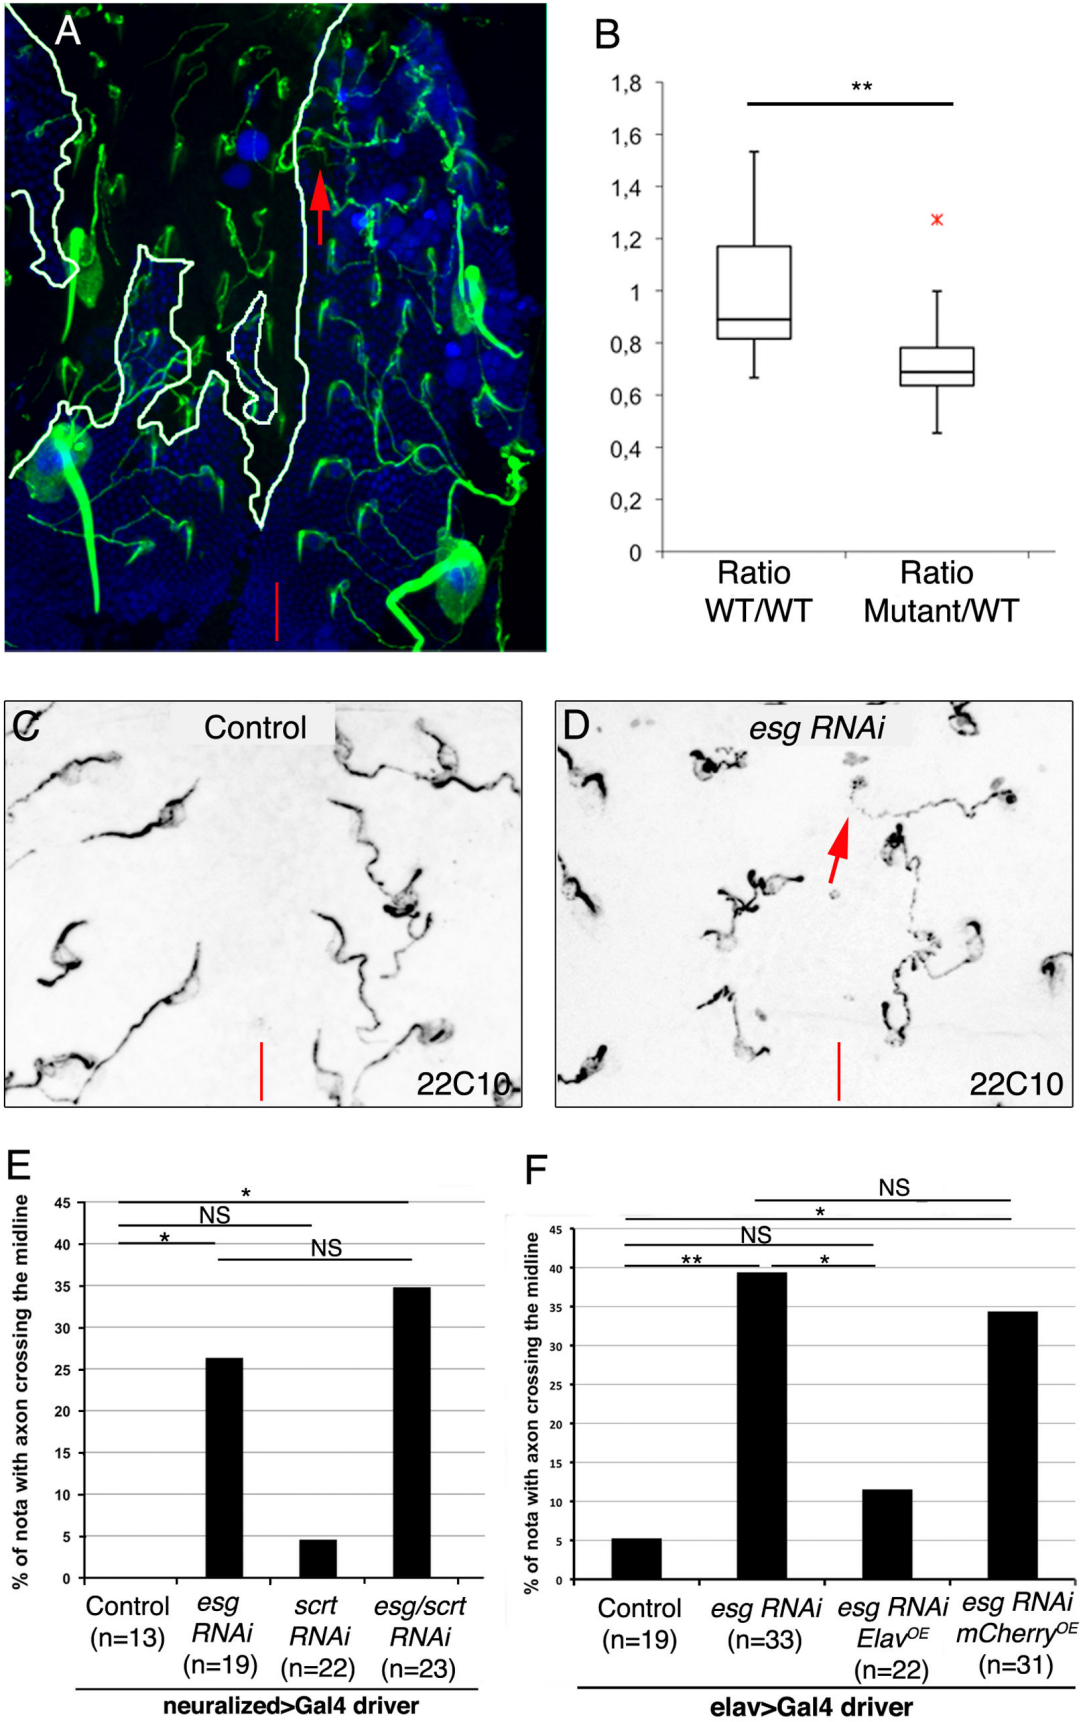 A
B
**
1,8
1,6
1,4
1,2
1
0,8
0,6
0,4
0,2
0
Ratio
WT/WT
Ratio
Mutant/WT
C
Control
22C10
D
esg RNAi
22C10
E
% of nota with axon crossing the midline
*
NS
*
NS
45
40
35
30
25
20
15
10
5
0
Control
(n=13)
esg
RNAi
(n=19)
scrt
RNAi
(n=22)
esg/scrt
RNAi
(n=23)
neuralized>Gal4 driver
F
% of nota with axon crossing the midline
NS
*
NS
**
*
45
40
35
30
25
20
15
10
5
0
Control
(n=19)
esg RNAi
(n=33)
esg RNAi
Elav^OE
(n=22)
esg RNAi
mCherry^OE
(n=31)
elav>Gal4 driver